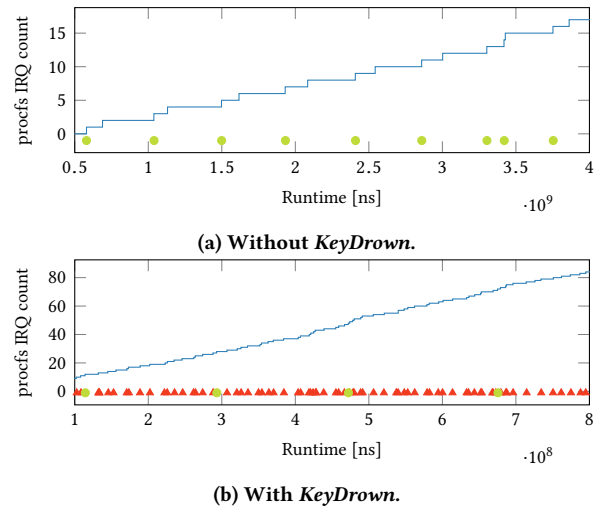 procfs IRQ count
15
10
5
0
0.5 1 1.5 2 2.5 3 3.5 4
Runtime [ns]
·10⁹
(a) Without KeyDrown.
procfs IRQ count
80
60
40
20
0
1 2 3 4 5 6 7 8
Runtime [ns]
·10⁸
(b) With KeyDrown.